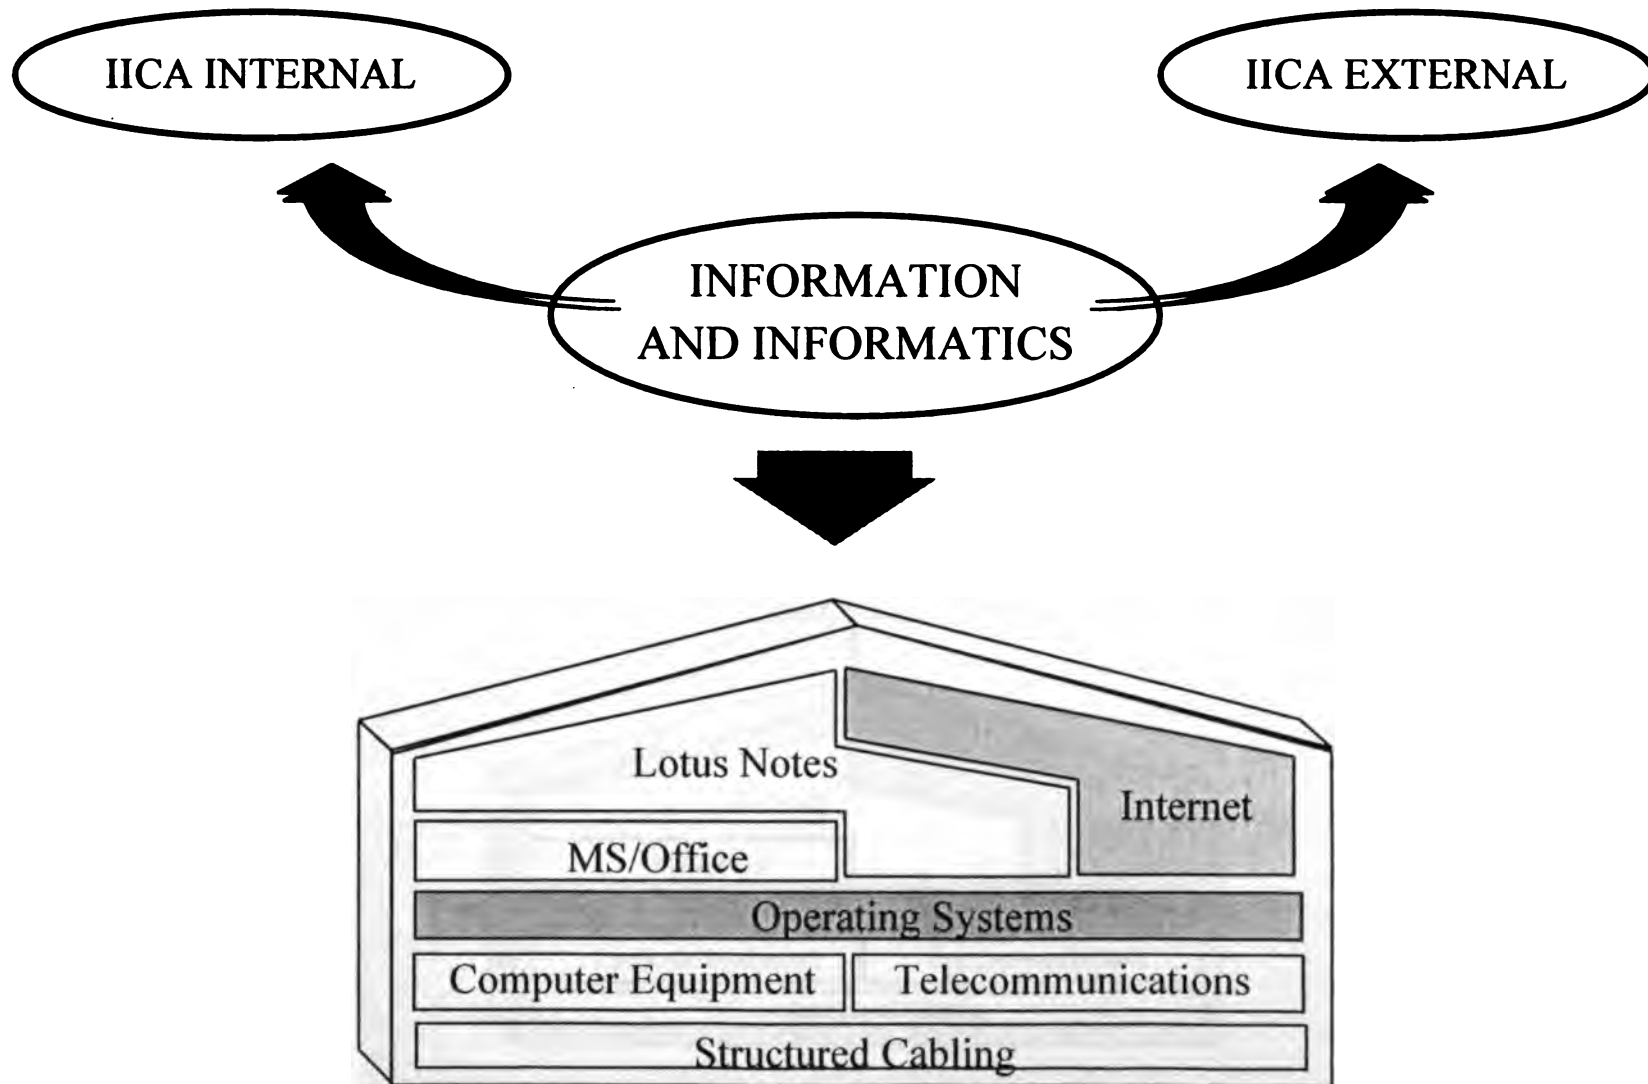 IICA INTERNAL
IICA EXTERNAL
INFORMATION
AND INFORMATICS
Lotus Notes
Internet
MS/Office
Operating Systems
Computer Equipment
Telecommunications
Structured Cabling